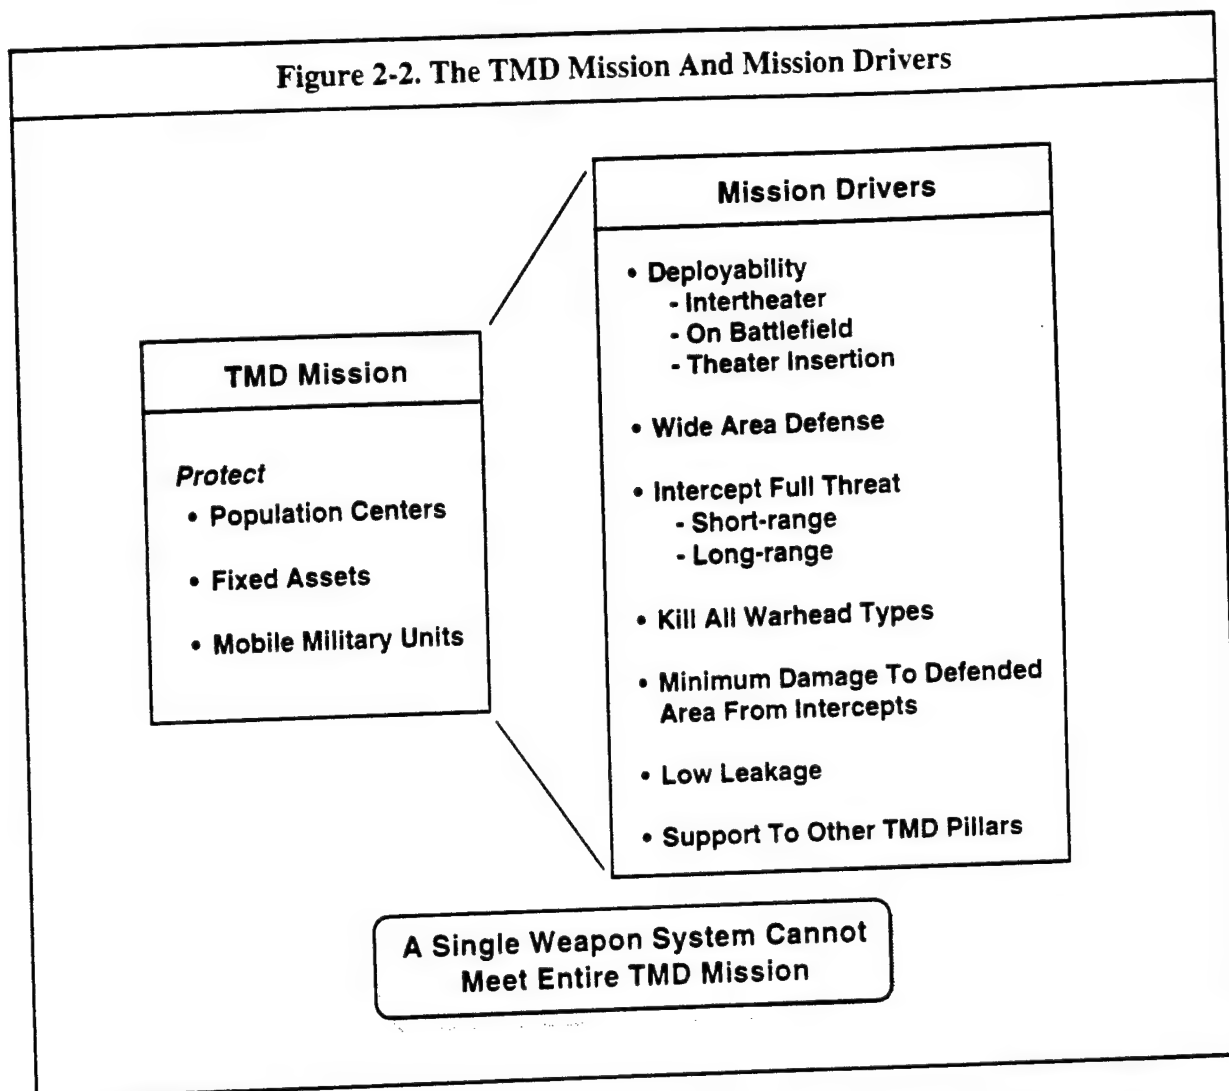 Figure 2-2. The TMD Mission And Mission Drivers
TMD Mission
Protect
• Population Centers
• Fixed Assets
• Mobile Military Units
Mission Drivers
• Deployability
- Intertheater
- On Battlefield
- Theater Insertion
• Wide Area Defense
• Intercept Full Threat
- Short-range
- Long-range
• Kill All Warhead Types
• Minimum Damage To Defended
Area From Intercepts
• Low Leakage
• Support To Other TMD Pillars
A Single Weapon System Cannot
Meet Entire TMD Mission